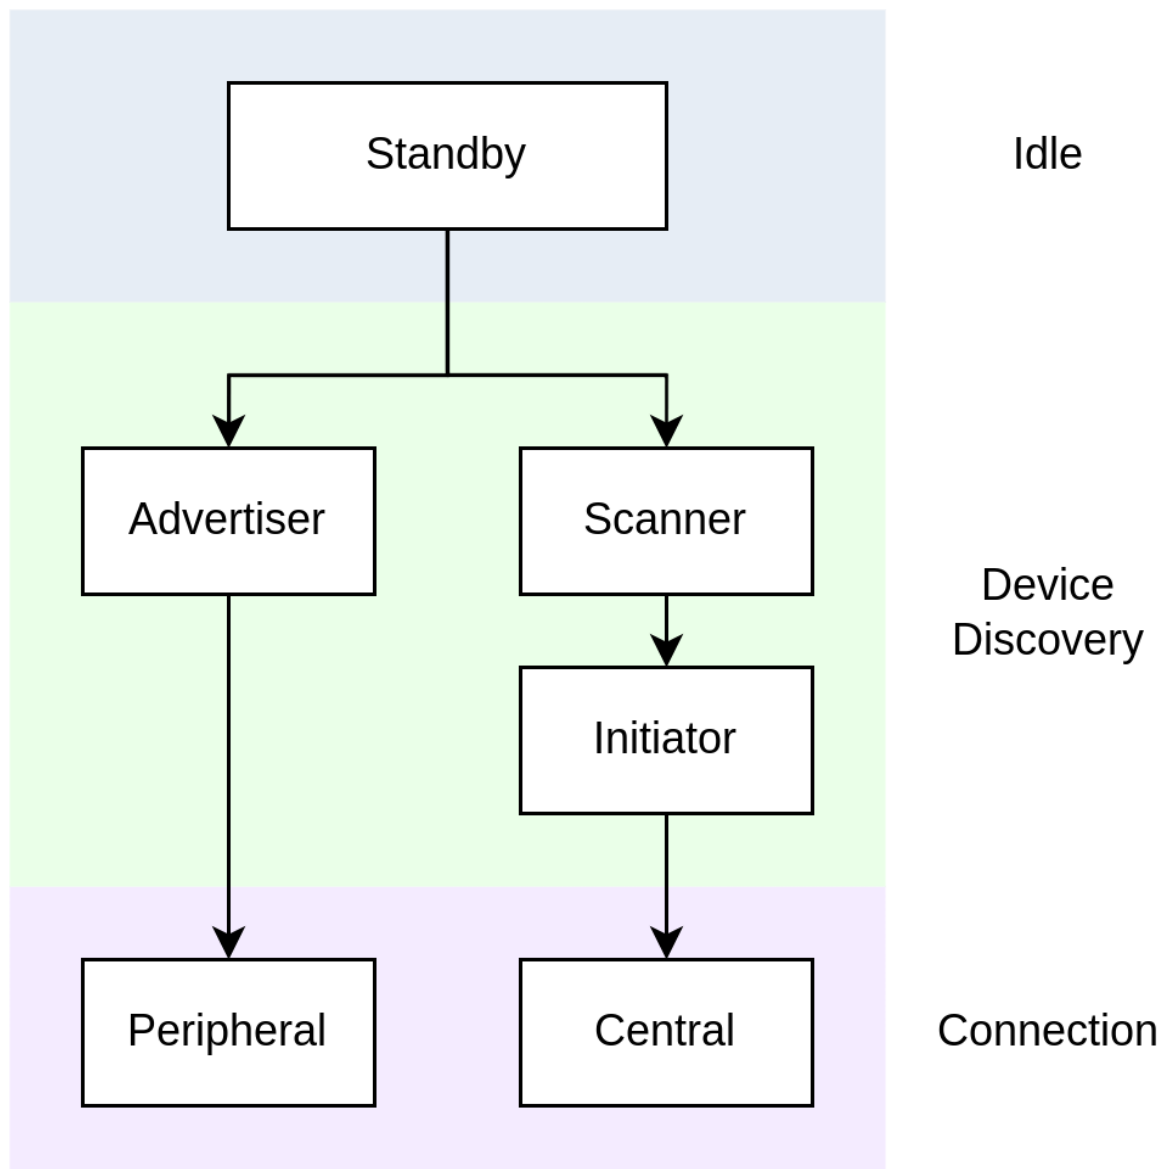 Standby
Idle
Advertiser
Scanner
Device
Discovery
Initiator
Peripheral
Central
Connection